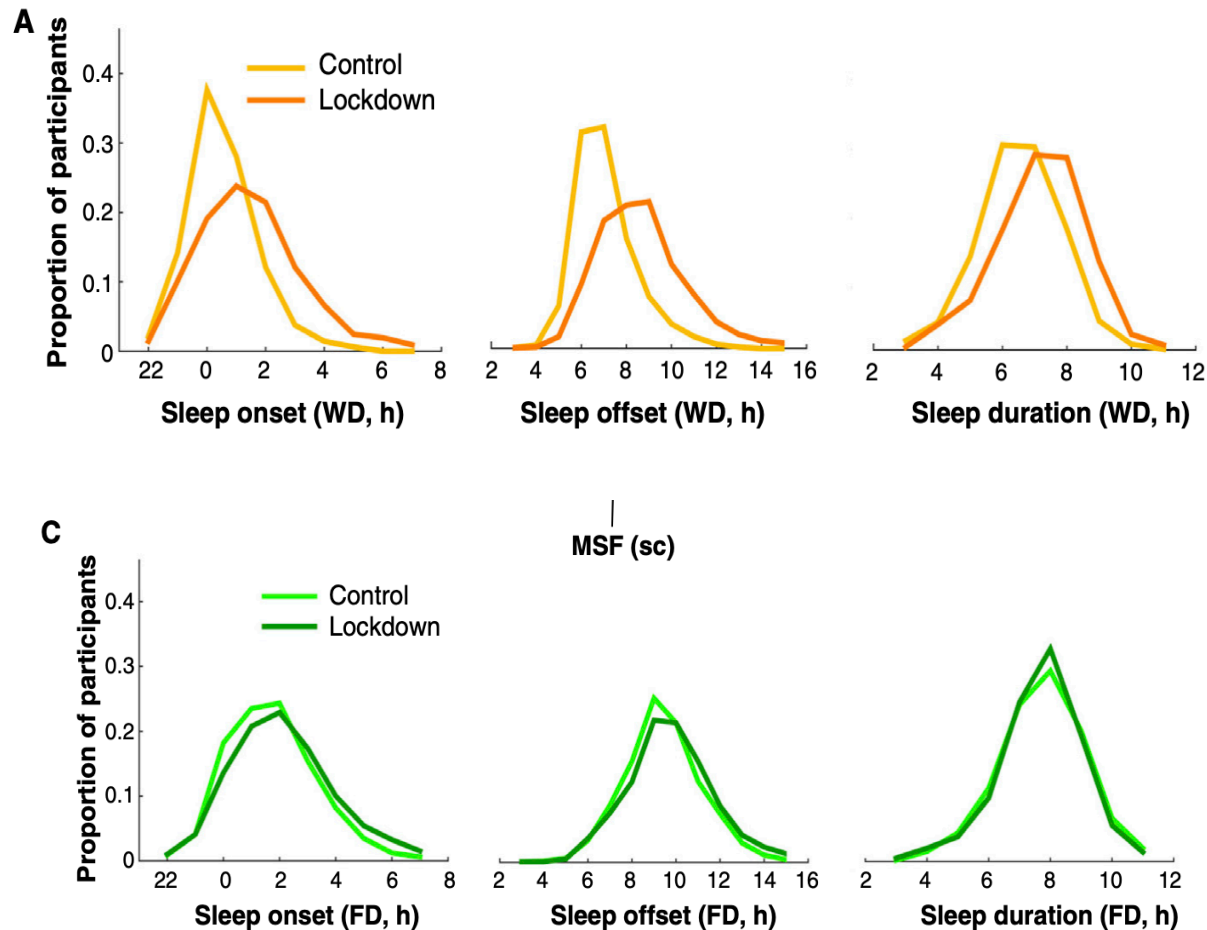 A
Proportion of participants
0.4
0.3
0.2
0.1
0
Control
Lockdown
22 0 2 4 6 8
Sleep onset (WD, h)
2 4 6 8 10 12 14 16
Sleep offset (WD, h)
2 4 6 8 10 12
Sleep duration (WD, h)
MSF (sc)
C
Proportion of participants
0.4
0.3
0.2
0.1
0
Control
Lockdown
22 0 2 4 6 8
Sleep onset (FD, h)
2 4 6 8 10 12 14 16
Sleep offset (FD, h)
2 4 6 8 10 12
Sleep duration (FD, h)